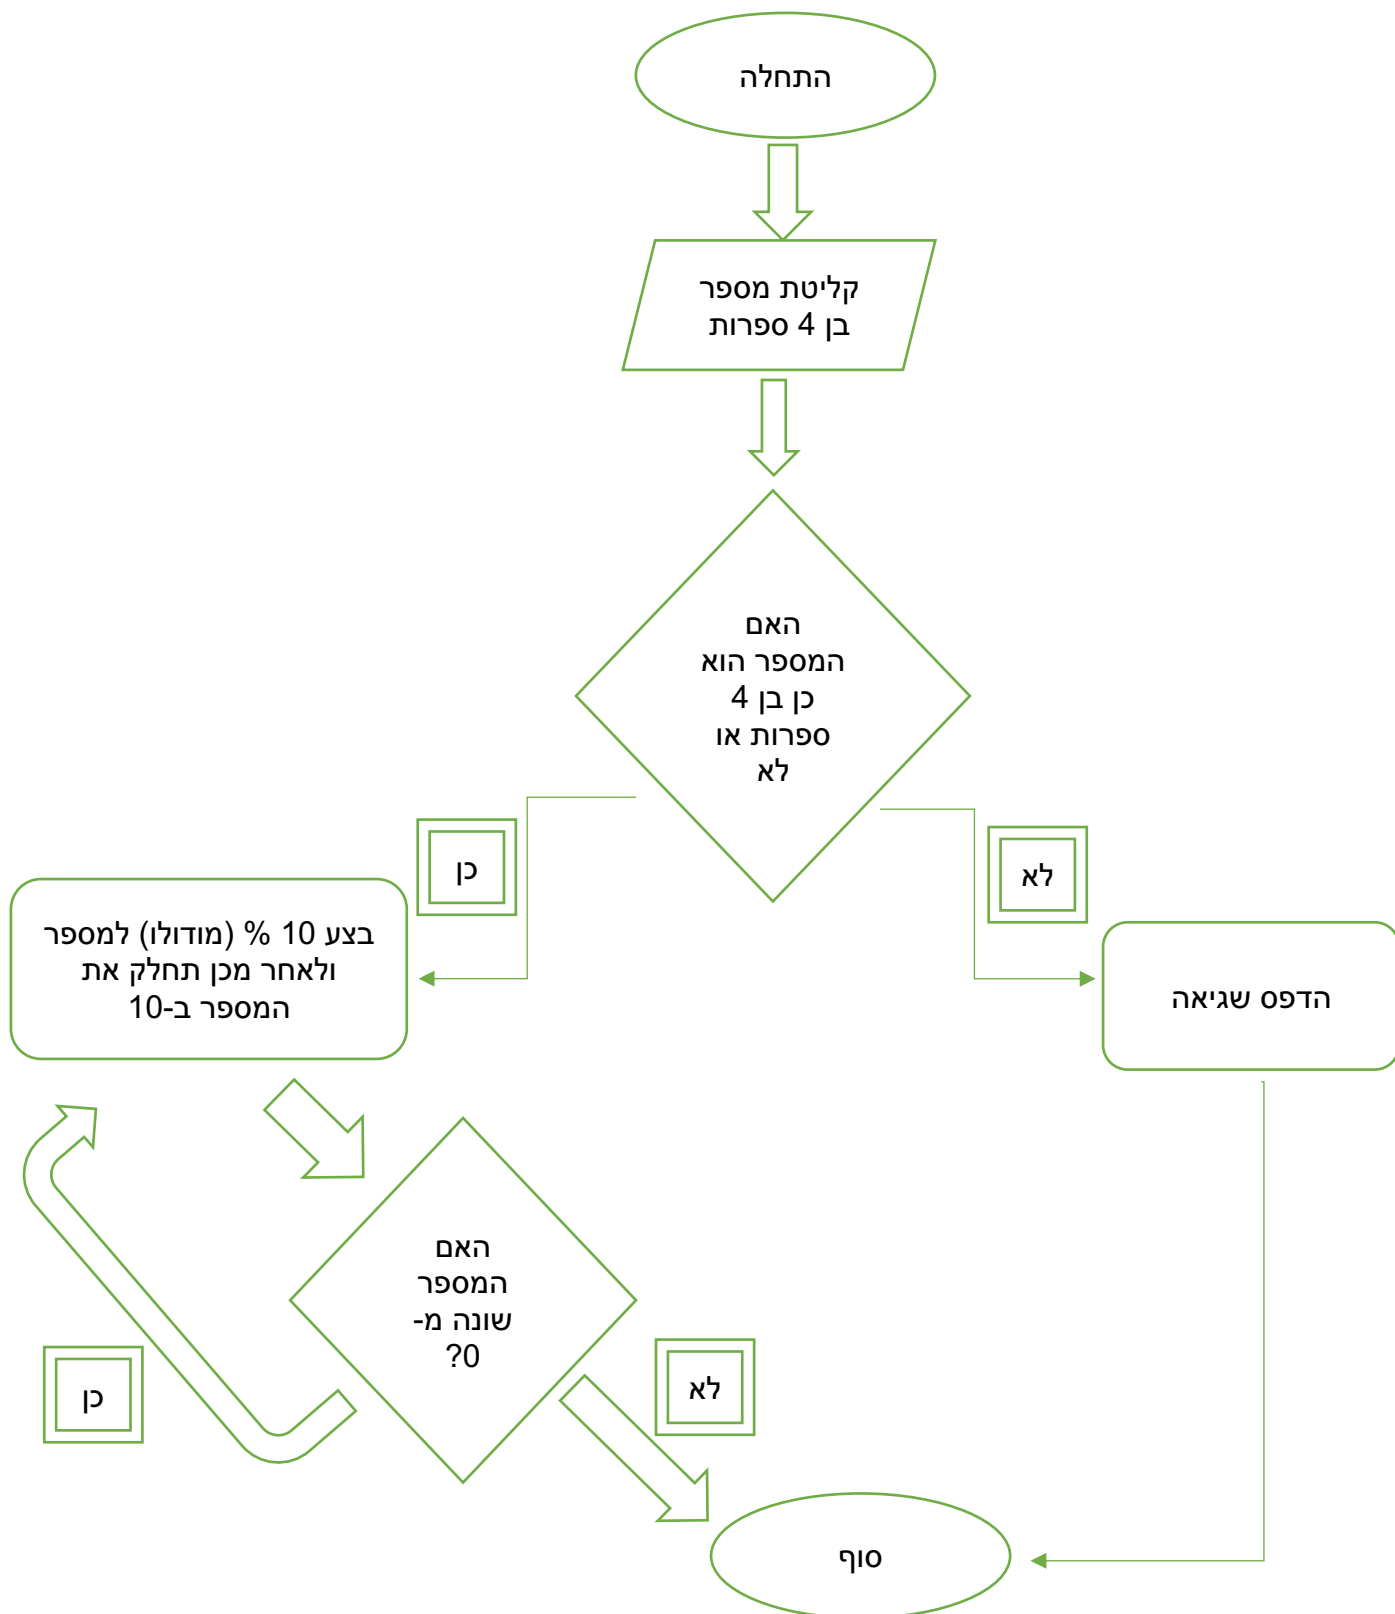 התחלה
קליטת מספר
בן 4 ספרות
האם
המספר הוא
כן בן 4
ספרות או
לא
כן
לא
בצע 10 % (מודולו) למספר
ולאחר מכן תחלק את
המספר ב-10
הדפס שגיאה
האם
המספר
שונה מ-
0?
כן
לא
סוף